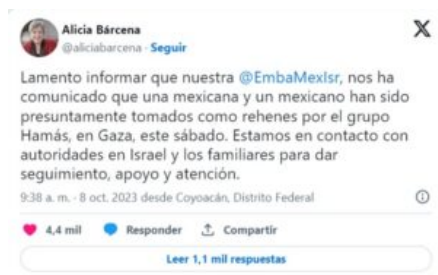 Alicia Bárcena
@aliciabarcena · Seguir
Lamento informar que nuestra @EmbaMexIsr, nos ha
comunicado que una mexicana y un mexicano han sido
presuntamente tomados como rehenes por el grupo
Hamás, en Gaza, este sábado. Estamos en contacto con
autoridades en Israel y los familiares para dar
seguimiento, apoyo y atención.
9:38 a. m. · 8 oct. 2023 desde Coyoacán, Distrito Federal
4,4 mil Responder Compartir
Leer 1,1 mil respuestas